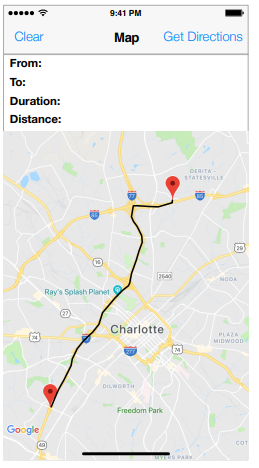 9:41 PM
Clear
Map
Get Directions
From:
To:
Duration:
Distance:
DERITA -
STATESVILLE
77
85
85
29
16
2540
Ray's Splash Planet
NODA
27
Charlotte
74
277
74
PLAZA
MIDWOOD
DILWORTH
Freedom Park
Google
49
COT
MYERS PARK